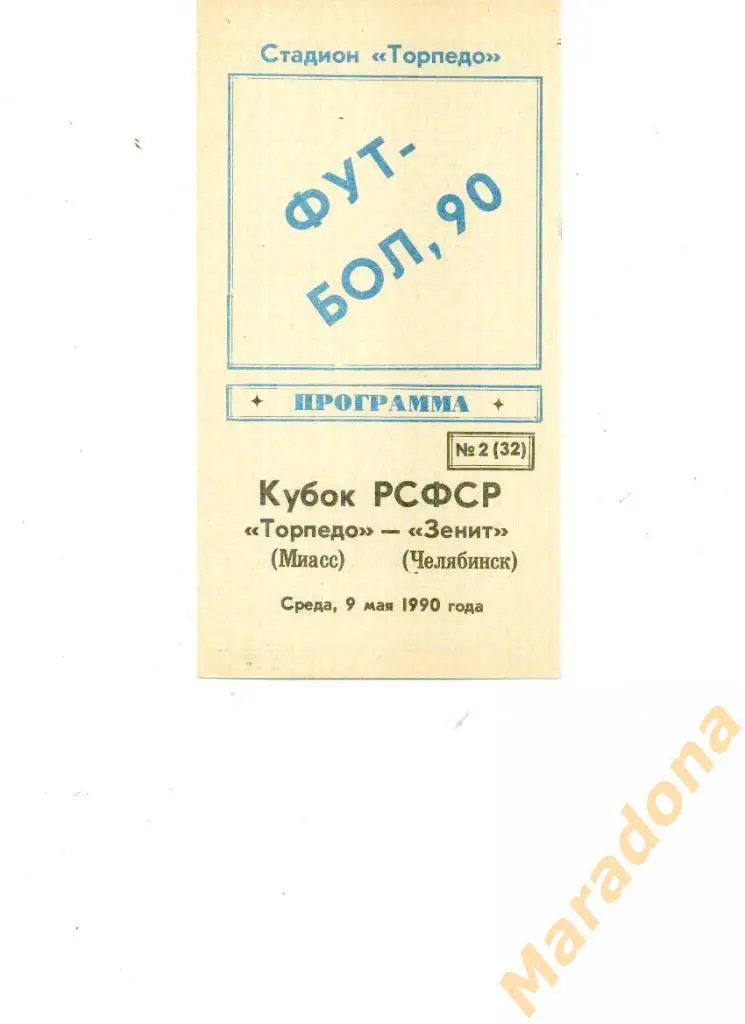 Стадион «Торпедо»
ФУТ-
БОЛ, 90
ПРОГРАММА
№ 2 (32)
Кубок РСФСР
«Торпедо» — «Зенит»
(Миасс) (Челябинск)
Среда, 9 мая 1990 года
Maradona